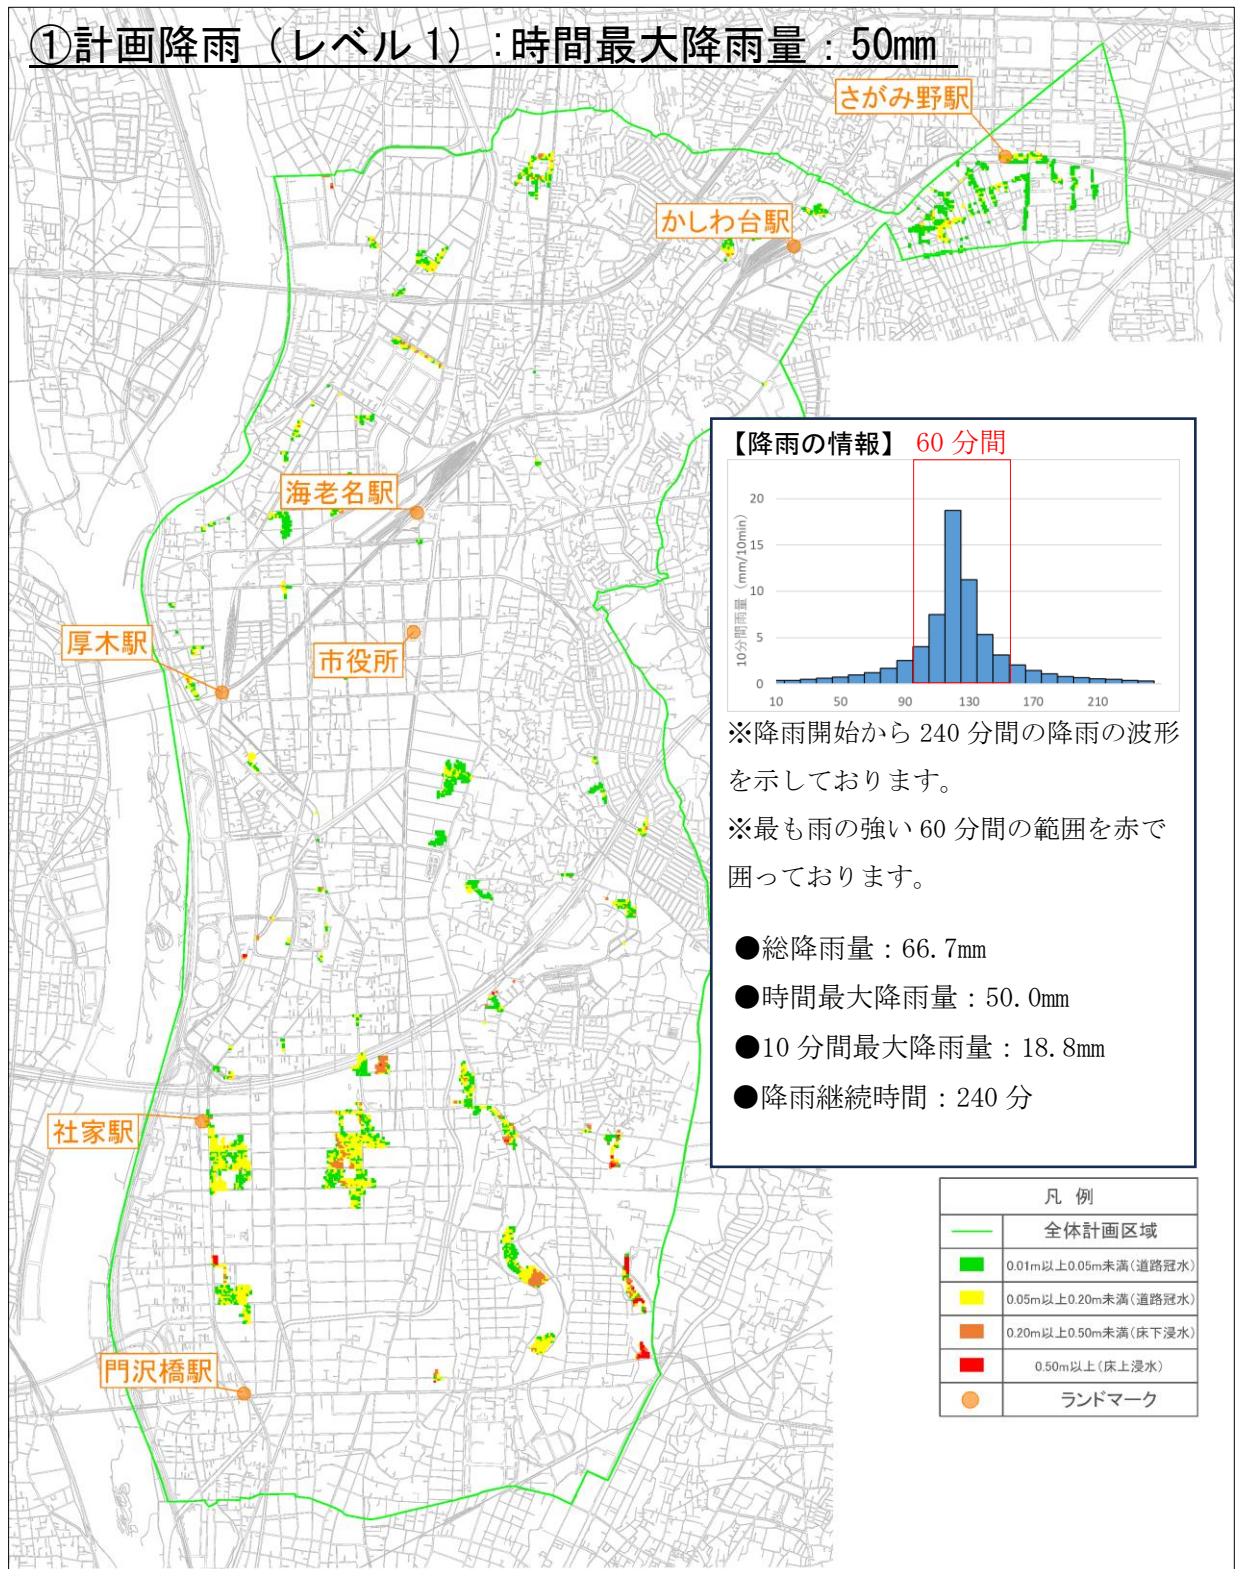 ①計画降雨（レベル1）：時間最大降雨量：50mm
さがみ野駅
かしわ台駅
海老名駅
厚木駅
市役所
社家駅
門沢橋駅
【降雨の情報】 60分間
10分間雨量（mm/10min）
20
15
10
5
0
10 50 90 130 170 210
※降雨開始から240分間の降雨の波形
を示しております。
※最も雨の強い60分間の範囲を赤で
囲っております。
●総降雨量：66.7mm
●時間最大降雨量：50.0mm
●10分間最大降雨量：18.8mm
●降雨継続時間：240分
凡 例
全体計画区域
0.01m以上0.05m未満(道路冠水)
0.05m以上0.20m未満(道路冠水)
0.20m以上0.50m未満(床下浸水)
0.50m以上(床上浸水)
ランドマーク